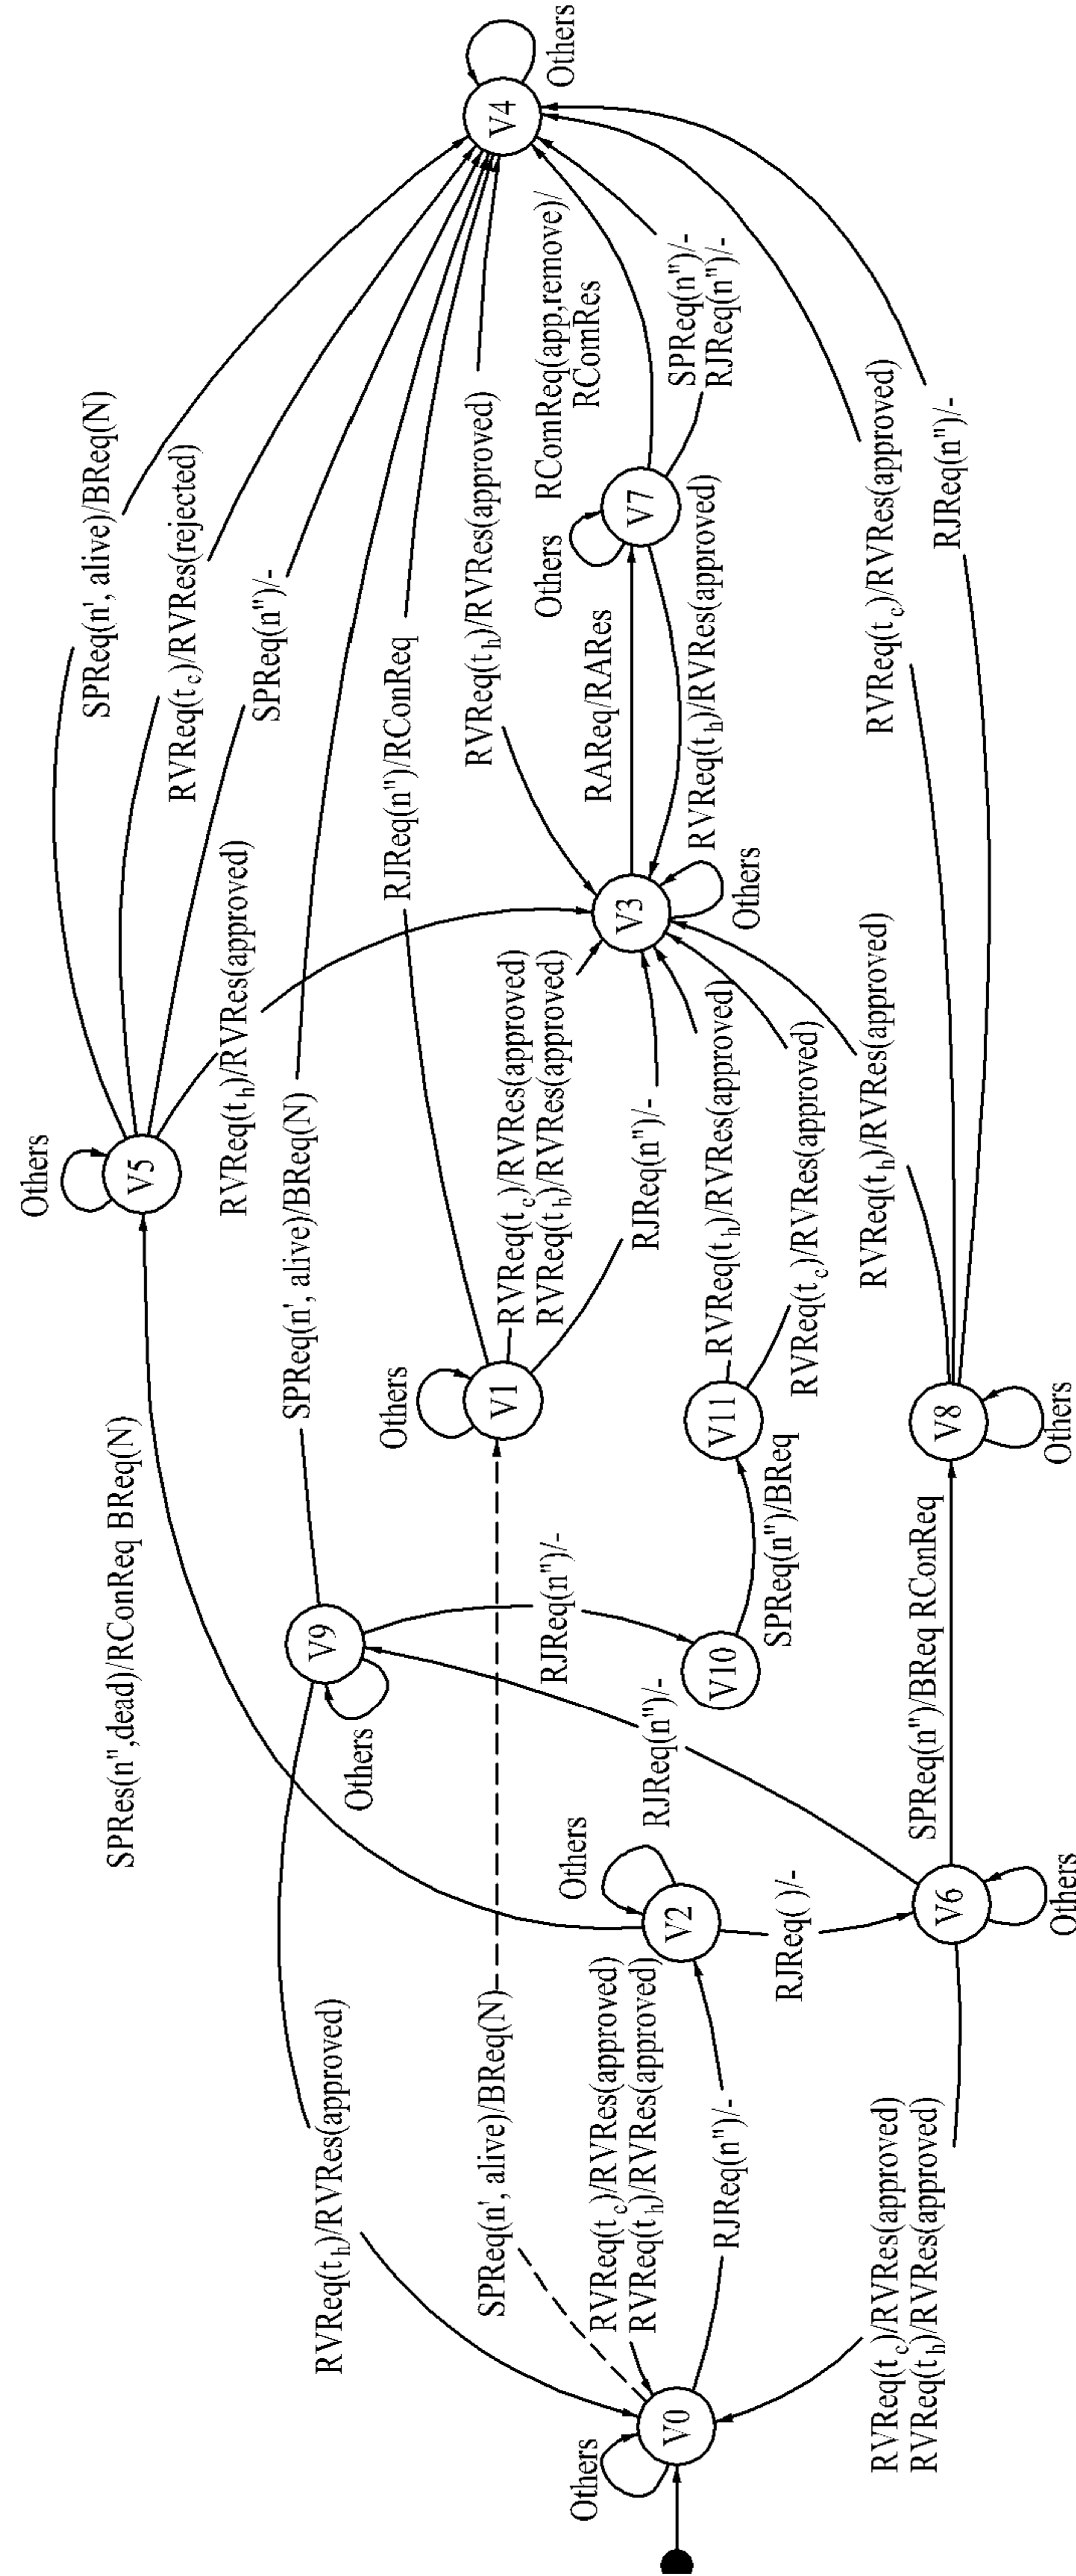 Others
V0
RVReq(t_h)/RVRes(approved)
SPReq(n', alive)/BReq(N)
RVReq(t_c)/RVRes(approved)
RVReq(t_h)/RVRes(approved)
RJReq(n")/-
RVReq(t_c)/RVRes(approved)
RVReq(t_h)/RVRes(approved)
Others
V2
RJReq( )/-
V6
Others
SPRes(n",dead)/RConReq BReq(N)
V9
Others
RJReq(n")/-
RJReq(n")/-
V10
SPReq(n")/BReq
SPReq(n")/BReq RConReq
Others
V1
V11
V8
Others
Others
V5
SPReq(n', alive)/BReq(N)
RVReq(t_h)/RVRes(approved)
RVReq(t_c)/RVRes(approved)
RVReq(t_h)/RVRes(approved)
RJReq(n")/-
RVReq(t_h)/RVRes(approved)
RVReq(t_c)/RVRes(approved)
RVReq(t_h)/RVRes(approved)
V3
Others
SPReq(n', alive)/BReq(N)
RVReq(t_c)/RVRes(rejected)
SPReq(n")/-
RJReq(n")/RConReq
RVReq(t_h)/RVRes(approved)
RAReq/RARes
RVReq(t_h)/RVRes(approved)
Others
V7
RComReq(app,remove)/
RComRes
SPReq(n")/-
RJReq(n")/-
RVReq(t_c)/RVRes(approved)
RJReq(n")/-
V4
Others